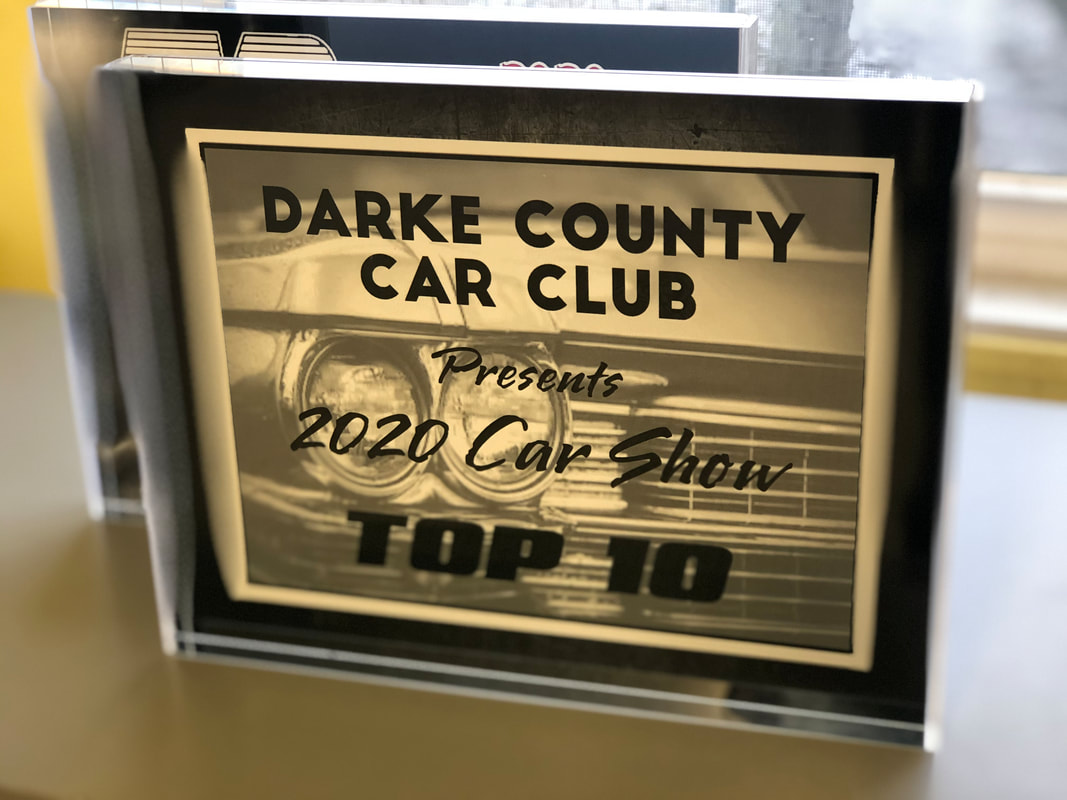 DARKE COUNTY
CAR CLUB
Presents
2020 Car Show
TOP 10